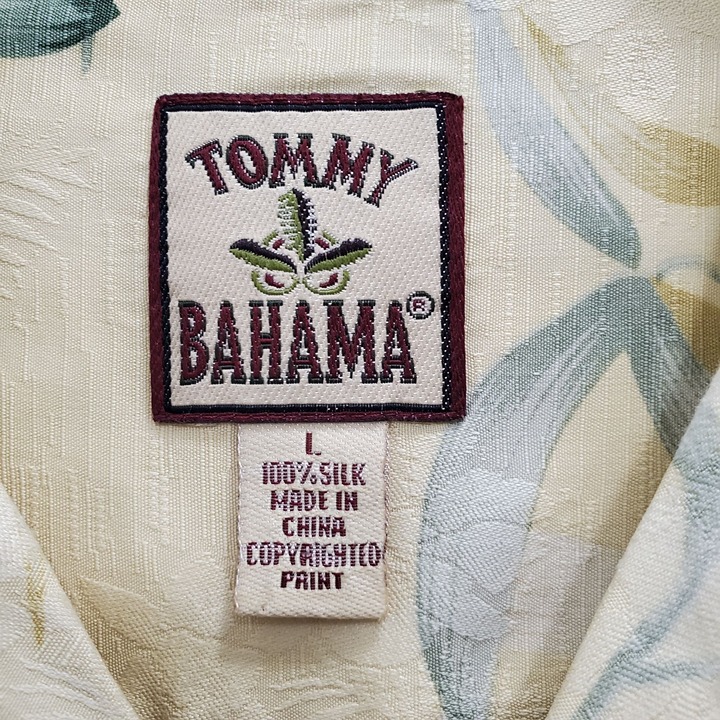 TOMMY
BAHAMA®
L
100% SILK
MADE IN
CHINA
COPYRIGHTED
PRINT